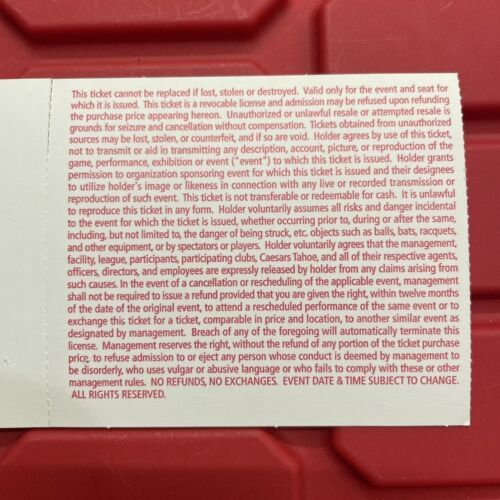 This ticket cannot be replaced if lost, stolen or destroyed. Valid only for the event and seat for
which it is issued. This ticket is a revocable license and admission may be refused upon refunding
the purchase price appearing hereon. Unauthorized or unlawful resale or attempted resale is
grounds for seizure and cancellation without compensation. Tickets obtained from unauthorized
sources may be lost, stolen, or counterfeit, and if so are void. Holder agrees by use of this ticket,
not to transmit or aid io transmitting any description, account, picture, or reproduction of the
game, performance, exhibition or event ("event") to which this ticket is issued. Holder grants
permission to organization sponsoring event for which this ticket is issued and their designees
to utilize holder's image or likeness in connection with any live or recorded transmission or
reproduction of such event. This ticket is not transferable or redeemable for cash. It is unlawful
to reproduce this ticket in any form. Holder voluntarily assumes all risks and danger incidental
to the event for which the ticket is issued, whether occurring prior to, during or after the same,
including, but not limited to, the danger of being struck, etc. objects such as balls, bats, racquets,
and other equipment, or by spectators or players. Holder voluntarily agrees that the management,
facility, league, participants, participating clubs, Caesars Tahoe, and all of their respective agents,
officers, directors, and employees are expressly released by holder from any claims arising from
such causes. In the event of a cancellation or rescheduling of the applicable event, management
shall not be required to issue a refund provided that you are given the right, within twelve months
of the date of the original event, to attend a rescheduled performance of the same event or to
exchange this ticket for a ticket, comparable in price and location, to another similar event as
designated by management. Breach of any of the foregoing will automatically terminate this
license. Management reserves the right, without the refund of any portion of the ticket purchase
price, to refuse admission to or eject any person whose conduct is deemed by management to
be disorderly, who uses vulgar or abusive language or who fails to comply with these or other
management rules. NO REFUNDS, NO EXCHANGES. EVENT DATE & TIME SUBJECT TO CHANGE.
ALL RIGHTS RESERVED.